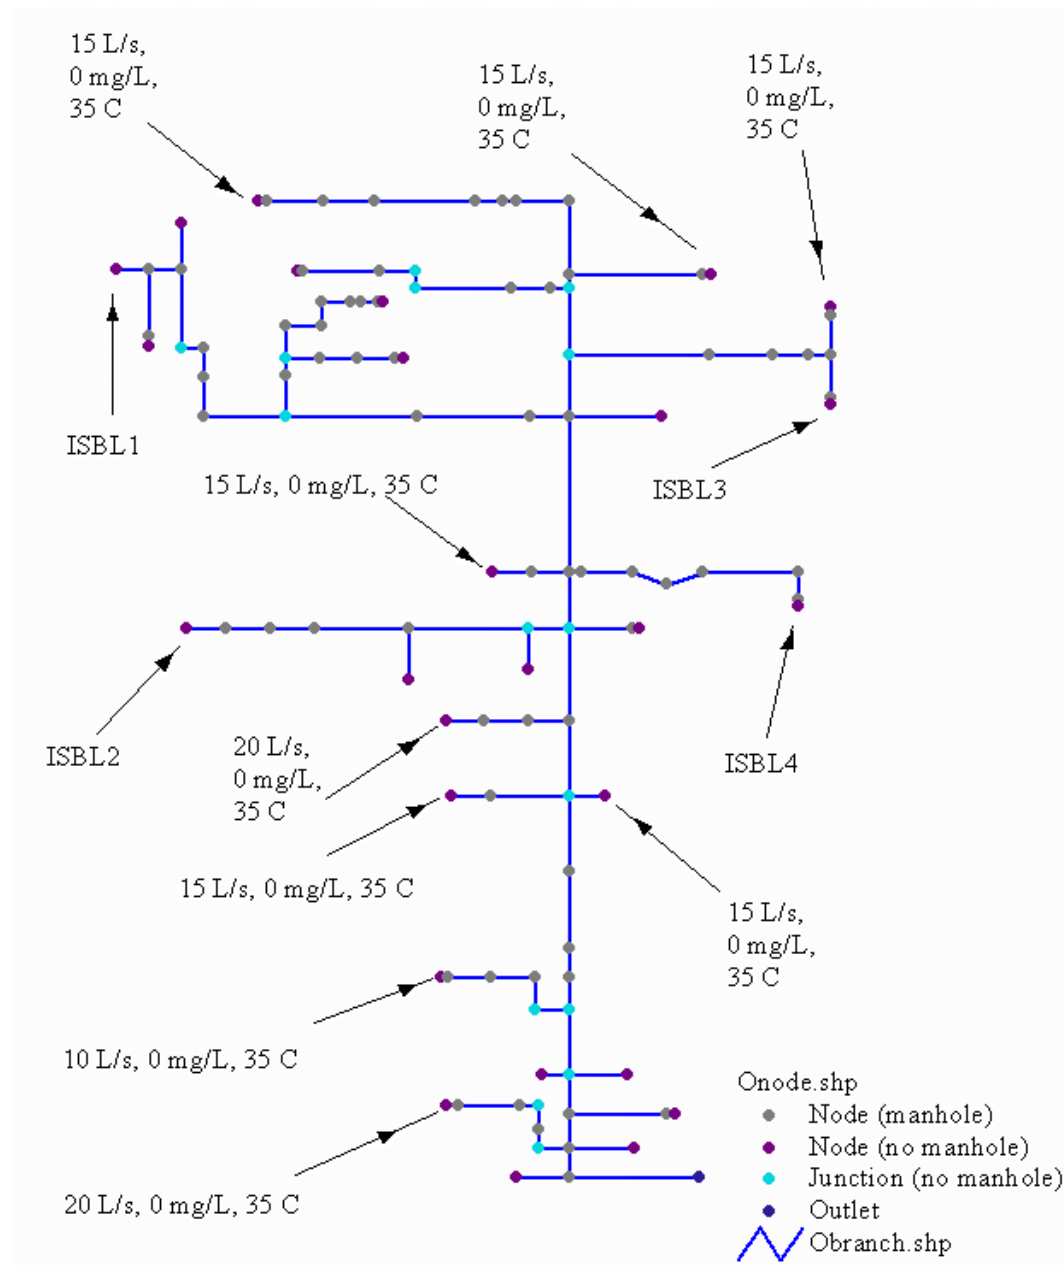 15 L/s,
0 mg/L,
35 C
15 L/s,
0 mg/L,
35 C
15 L/s,
0 mg/L,
35 C
ISBL1
ISBL3
15 L/s, 0 mg/L, 35 C
ISBL2
ISBL4
20 L/s,
0 mg/L,
35 C
15 L/s, 0 mg/L, 35 C
15 L/s,
0 mg/L,
35 C
10 L/s, 0 mg/L, 35 C
20 L/s, 0 mg/L, 35 C
Onode.shp
Node (manhole)
Node (no manhole)
Junction (no manhole)
Outlet
Obranch.shp